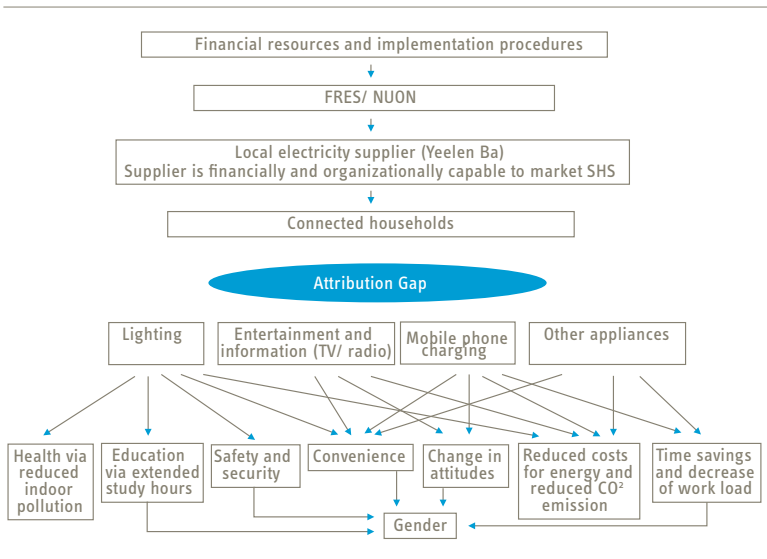 Financial resources and implementation procedures
FRES/ NUON
Local electricity supplier (Yeelen Ba)
Supplier is financially and organizationally capable to market SHS
Connected households
Attribution Gap
Lighting
Entertainment and
information (TV/ radio)
Mobile phone
charging
Other appliances
Health via
reduced
indoor
pollution
Education
via extended
study hours
Safety and
security
Convenience
Change in
attitudes
Reduced costs
for energy and
reduced CO²
emission
Time savings
and decrease
of work load
Gender